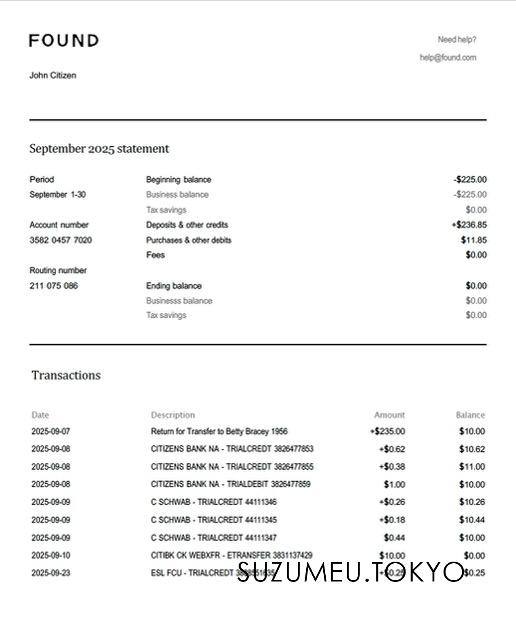 FOUND
Need help?
help@found.com
John Citizen
September 2025 statement
Period Beginning balance -$225.00
September 1-30 Business balance -$225.00
Tax savings $0.00
Account number Deposits & other credits +$236.85
3582 0457 7020 Purchases & other debits $11.85
Fees $0.00
Routing number
211 075 086 Ending balance $0.00
Businesss balance $0.00
Tax savings $0.00
Transactions
Date Description Amount Balance
2025-09-07 Return for Transfer to Betty Bracey 1956 +$235.00 $10.00
2025-09-08 CITIZENS BANK NA - TRIALCREDT 3826477853 +$0.62 $10.62
2025-09-08 CITIZENS BANK NA - TRIALCREDT 3826477855 +$0.38 $11.00
2025-09-08 CITIZENS BANK NA - TRIALDEBIT 3826477859 $1.00 $10.00
2025-09-09 C SCHWAB - TRIALCREDT 44111346 +$0.26 $10.26
2025-09-09 C SCHWAB - TRIALCREDT 44111345 +$0.18 $10.44
2025-09-09 C SCHWAB - TRIALCREDT 44111347 $0.44 $10.00
2025-09-10 CITIBK CK WEBXFR - ETRANSFER 3831137429 $10.00 $0.00
2025-09-23 ESL FCU - TRIALCREDT +$0.25 $0.25
SUZUMEU.TOKYO